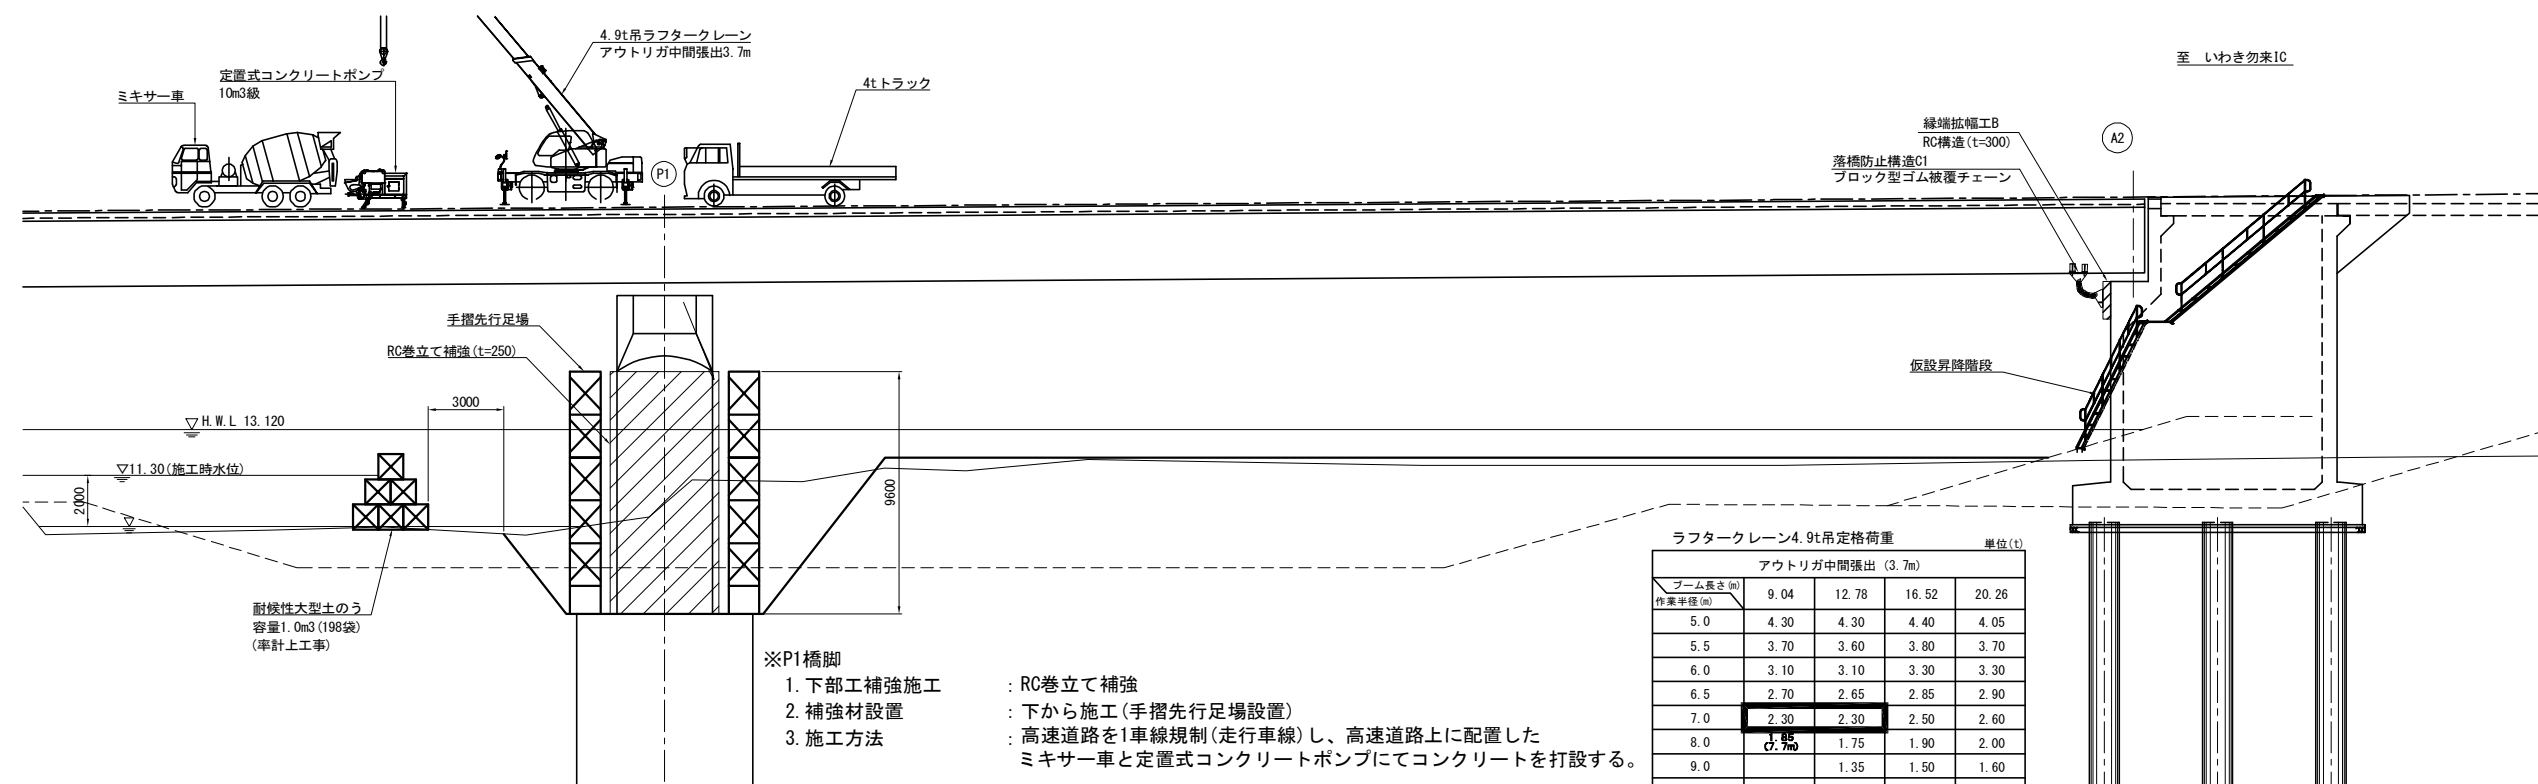 4.9t吊ラフタークレーン
アウトリガ中間張出3.7m
至　いわき勿来IC
定置式コンクリートポンプ
10m3級
4tトラック
ミキサー車
縁端拡幅工B
RC構造(t=300)
A2
落橋防止構造C1
ブロック型ゴム被覆チェーン
P1
手摺先行足場
RC巻立て補強(t=250)
仮設昇降階段
3000
H.W.L 13.120
▽11.30(施工時水位)
2000
9600
耐候性大型土のう
容量1.0m3(198袋)
(率計上工事)
※P1橋脚
1. 下部工補強施工 : RC巻立て補強
2. 補強材設置 : 下から施工(手摺先行足場設置)
3. 施工方法 : 高速道路を1車線規制(走行車線)し、高速道路上に配置した
ミキサー車と定置式コンクリートポンプにてコンクリートを打設する。
ラフタークレーン4.9t吊定格荷重 単位(t)
アウトリガ中間張出 (3.7m)
ブーム長さ(m)
作業半径(m)
9.04 12.78 16.52 20.26
5.0 4.30 4.30 4.40 4.05
5.5 3.70 3.60 3.80 3.70
6.0 3.10 3.10 3.30 3.30
6.5 2.70 2.65 2.85 2.90
7.0 2.30 2.30 2.50 2.60
8.0 1.85 1.75 1.90 2.00
(7.7m)
9.0 1.35 1.50 1.60